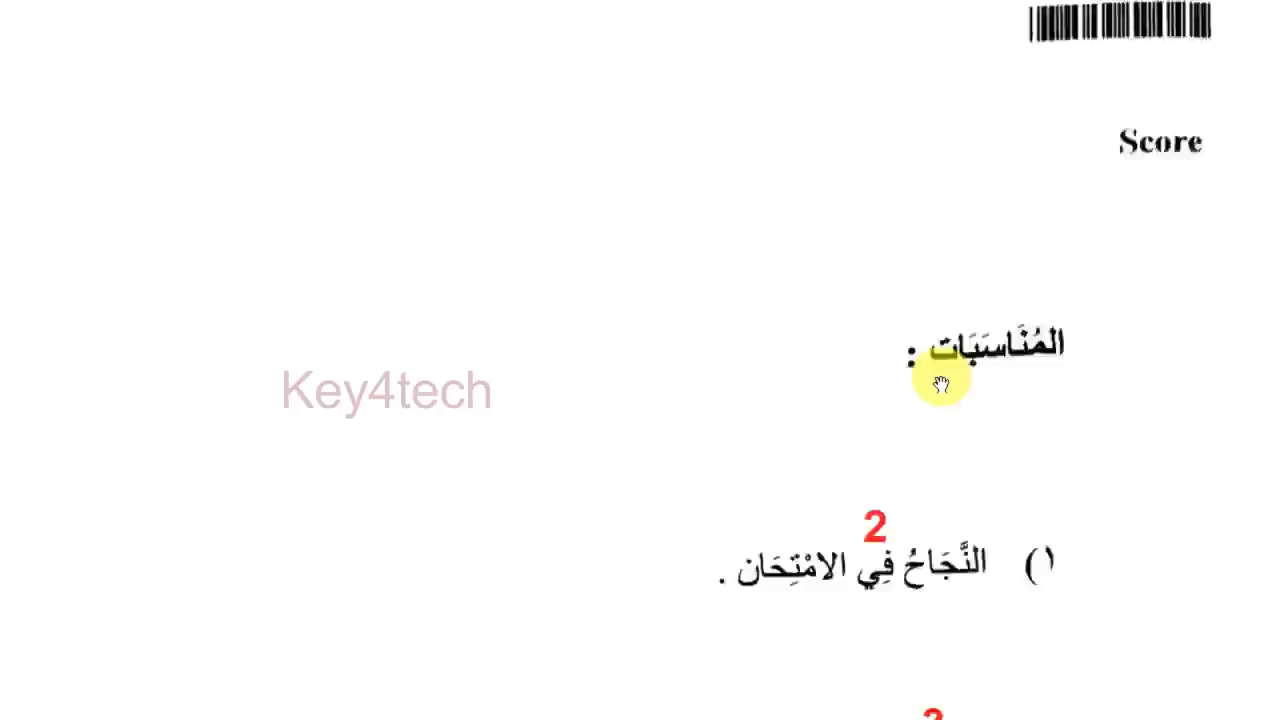 Score
المُنَاسَبَات :
Key4tech
2
١) النَّجَاحُ فِي الامْتِحَان .